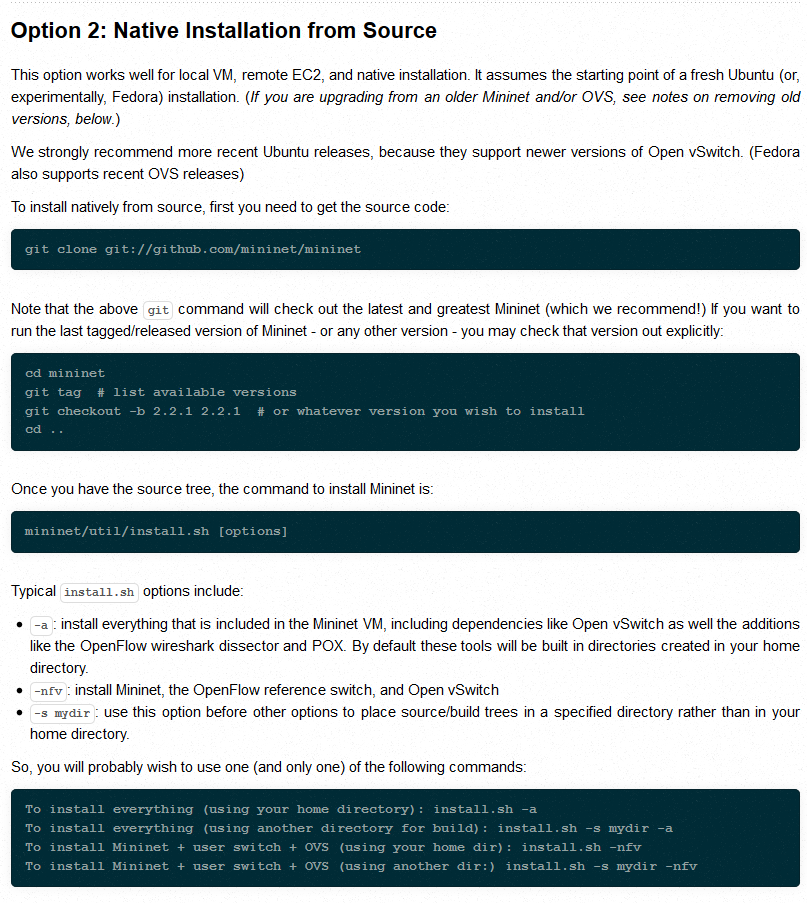 Option 2: Native Installation from Source
This option works well for local VM, remote EC2, and native installation. It assumes the starting point of a fresh Ubuntu (or,
experimentally, Fedora) installation. (If you are upgrading from an older Mininet and/or OVS, see notes on removing old
versions, below.)
We strongly recommend more recent Ubuntu releases, because they support newer versions of Open vSwitch. (Fedora
also supports recent OVS releases)
To install natively from source, first you need to get the source code:
git clone git://github.com/mininet/mininet
Note that the above git command will check out the latest and greatest Mininet (which we recommend!) If you want to
run the last tagged/released version of Mininet - or any other version - you may check that version out explicitly:
cd mininet
git tag  # list available versions
git checkout -b 2.2.1 2.2.1  # or whatever version you wish to install
cd ..
Once you have the source tree, the command to install Mininet is:
mininet/util/install.sh [options]
Typical install.sh options include:
• -a: install everything that is included in the Mininet VM, including dependencies like Open vSwitch as well the additions
like the OpenFlow wireshark dissector and POX. By default these tools will be built in directories created in your home
directory.
• -nfv: install Mininet, the OpenFlow reference switch, and Open vSwitch
• -s mydir: use this option before other options to place source/build trees in a specified directory rather than in your
home directory.
So, you will probably wish to use one (and only one) of the following commands:
To install everything (using your home directory): install.sh -a
To install everything (using another directory for build): install.sh -s mydir -a
To install Mininet + user switch + OVS (using your home dir): install.sh -nfv
To install Mininet + user switch + OVS (using another dir:) install.sh -s mydir -nfv